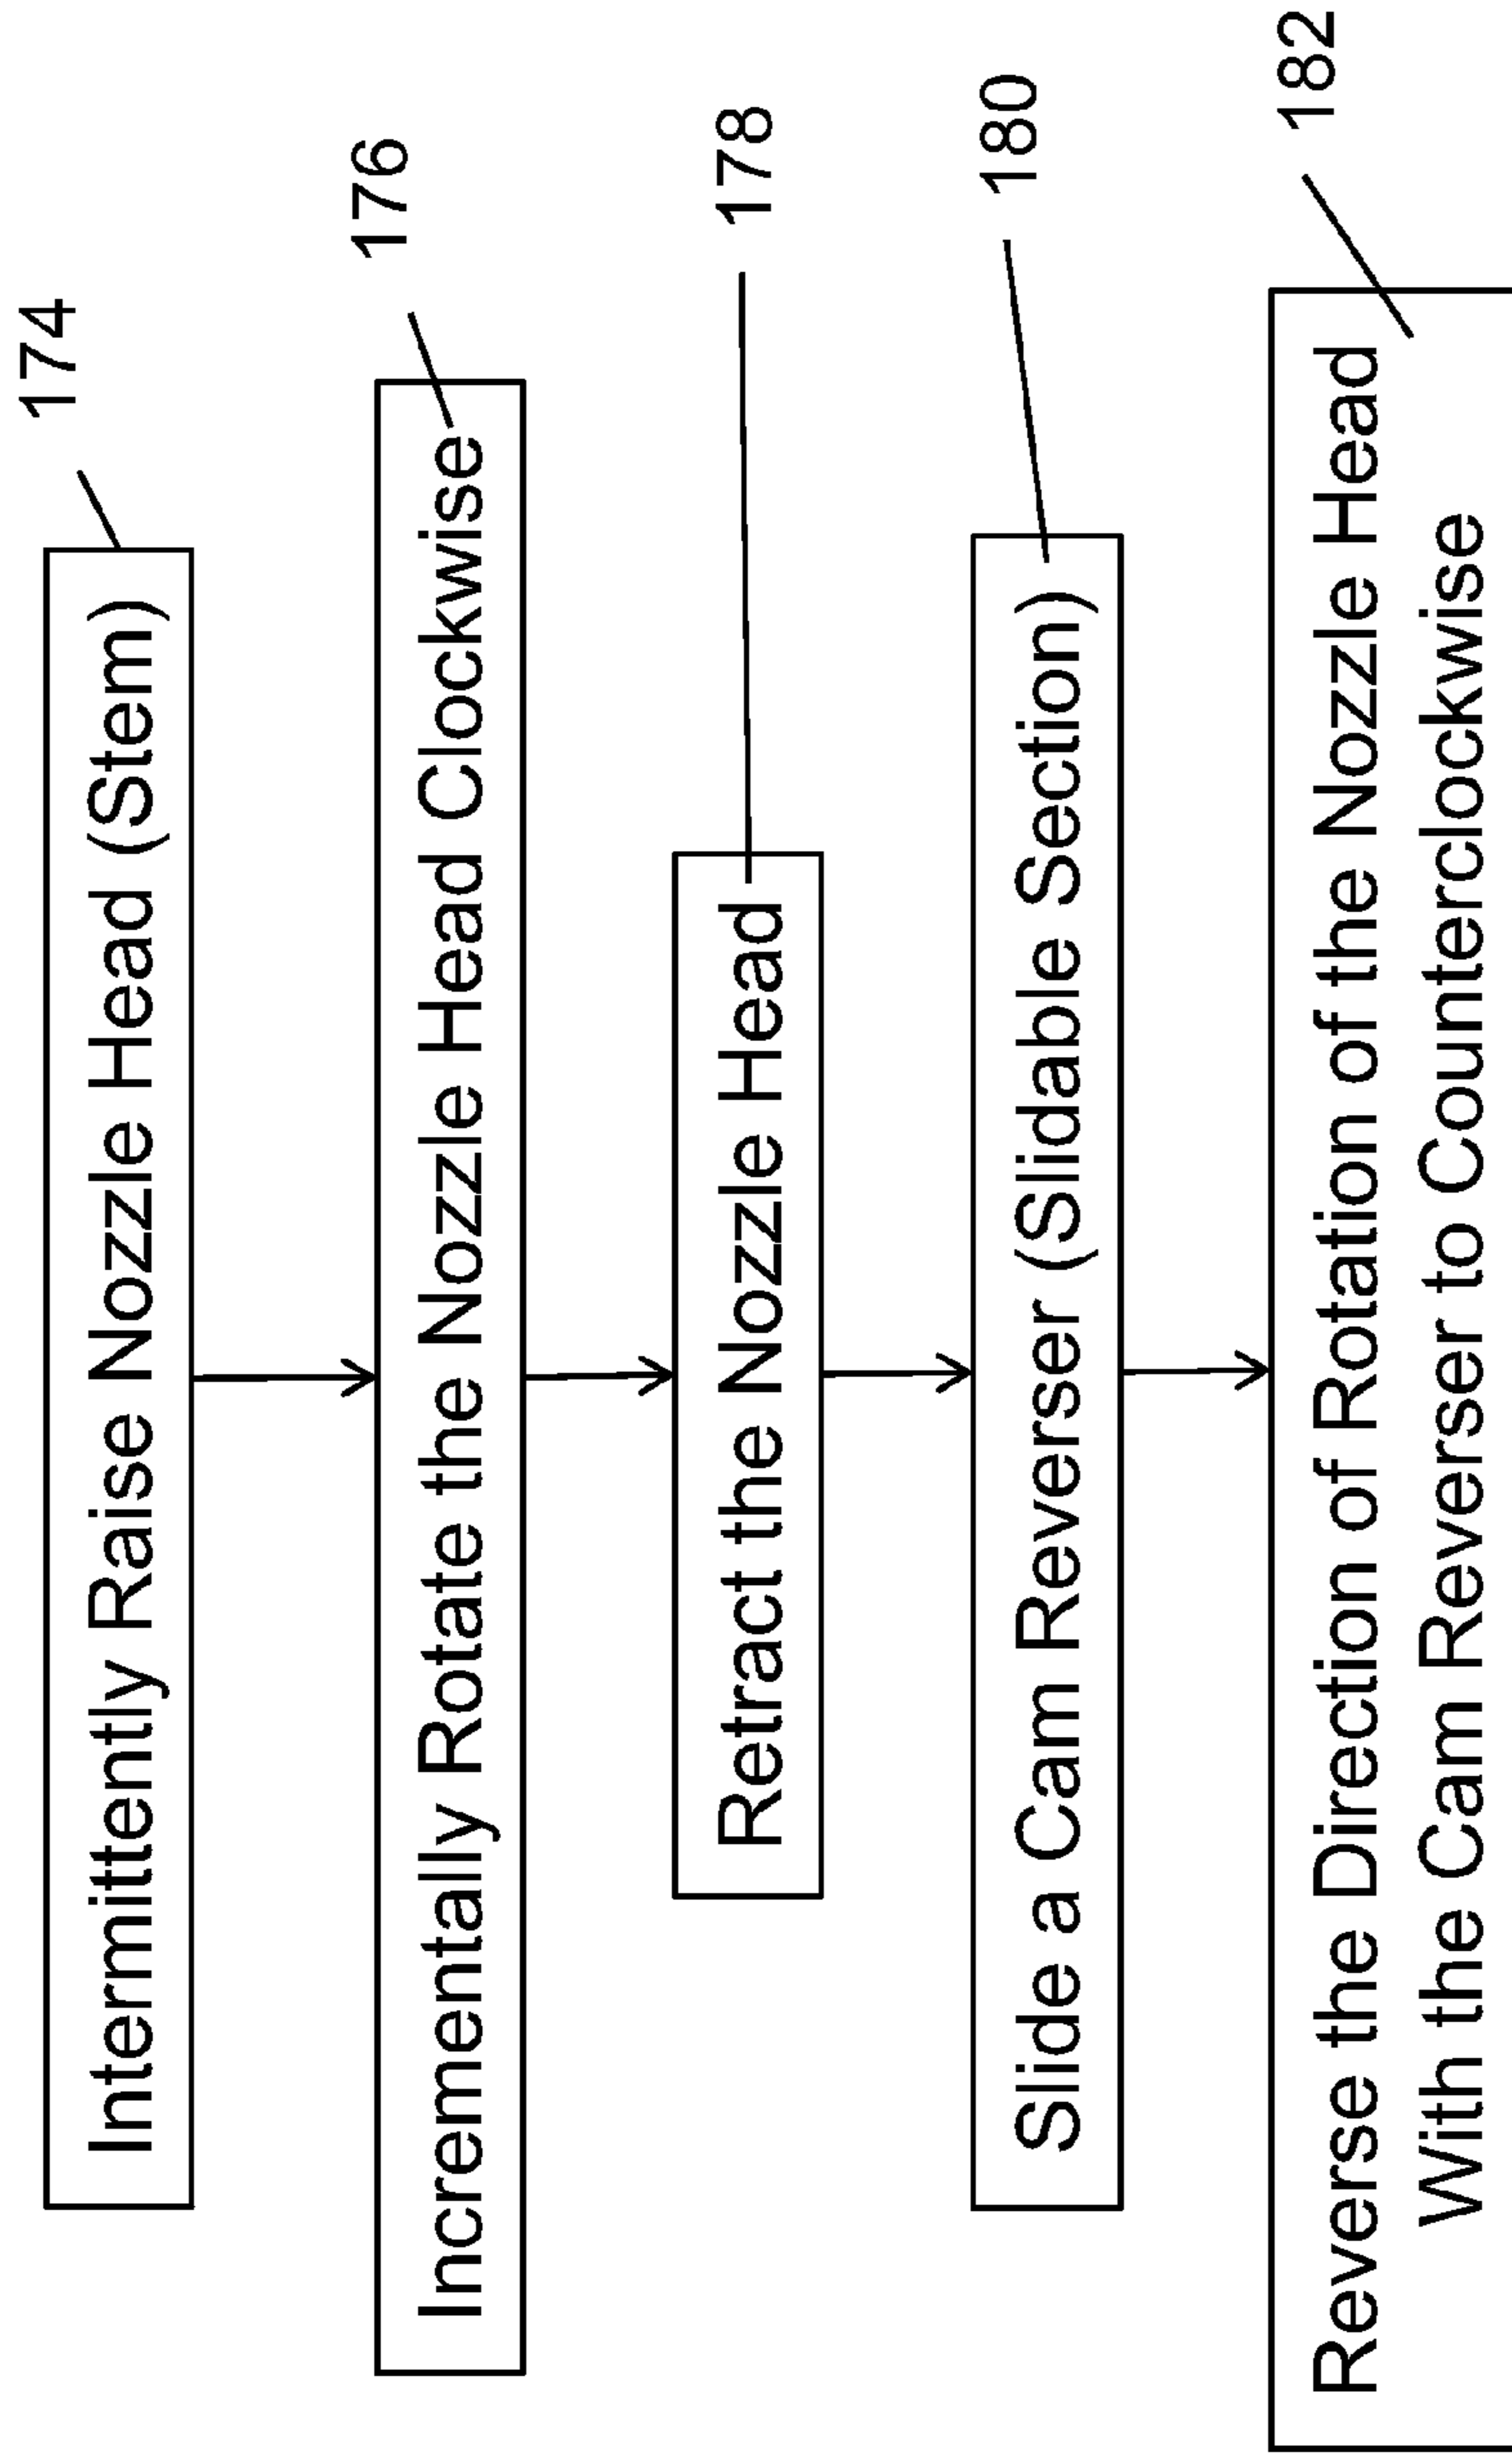 174
Intermittently Raise Nozzle Head (Stem)
176
Incrementally Rotate the Nozzle Head Clockwise
178
Retract the Nozzle Head
180
Slide a Cam Reverser (Slidable Section)
182
Reverse the Direction of Rotation of the Nozzle Head
With the Cam Reverser to Counterclockwise